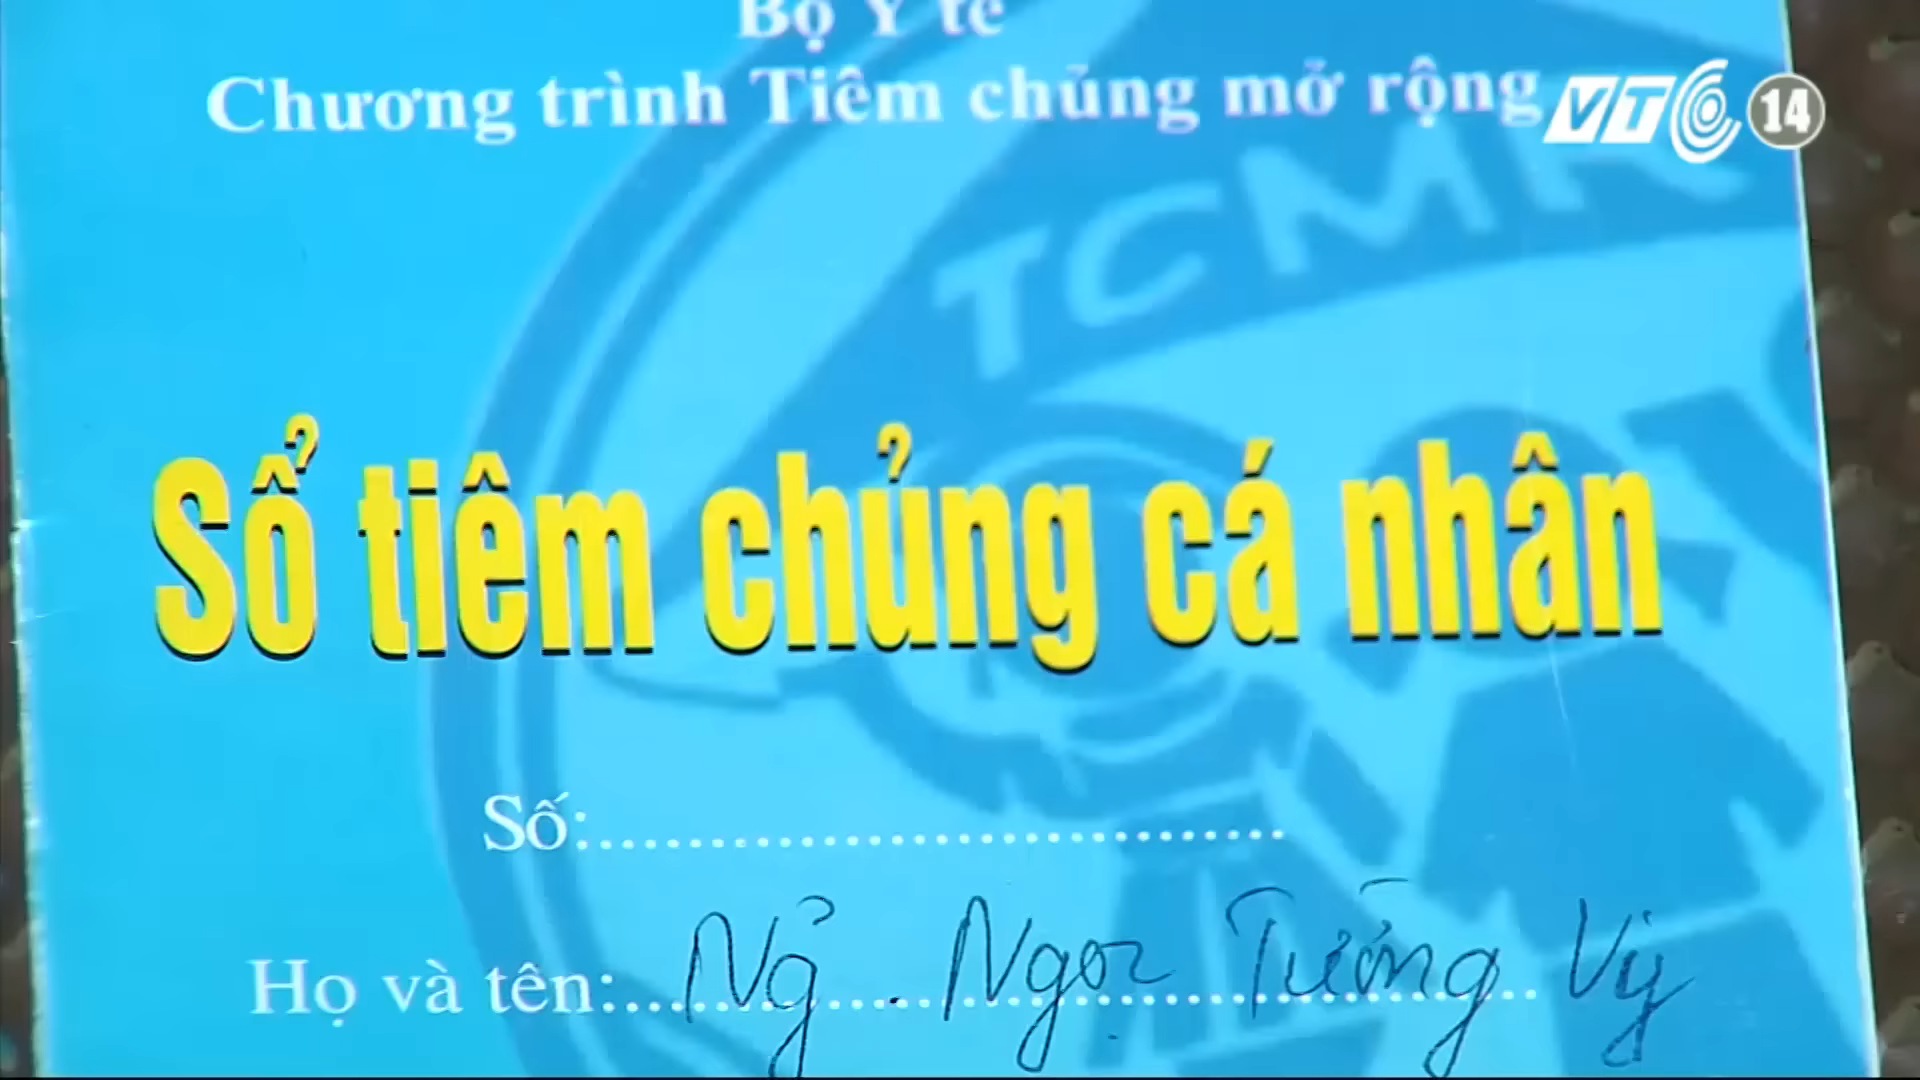 Bộ Y tế
Chương trình Tiêm chủng mở rộng
VTC 14
TCMR
Sổ tiêm chủng cá nhân
Số:
Họ và tên: Ng̉. Ngọc Tường Vy